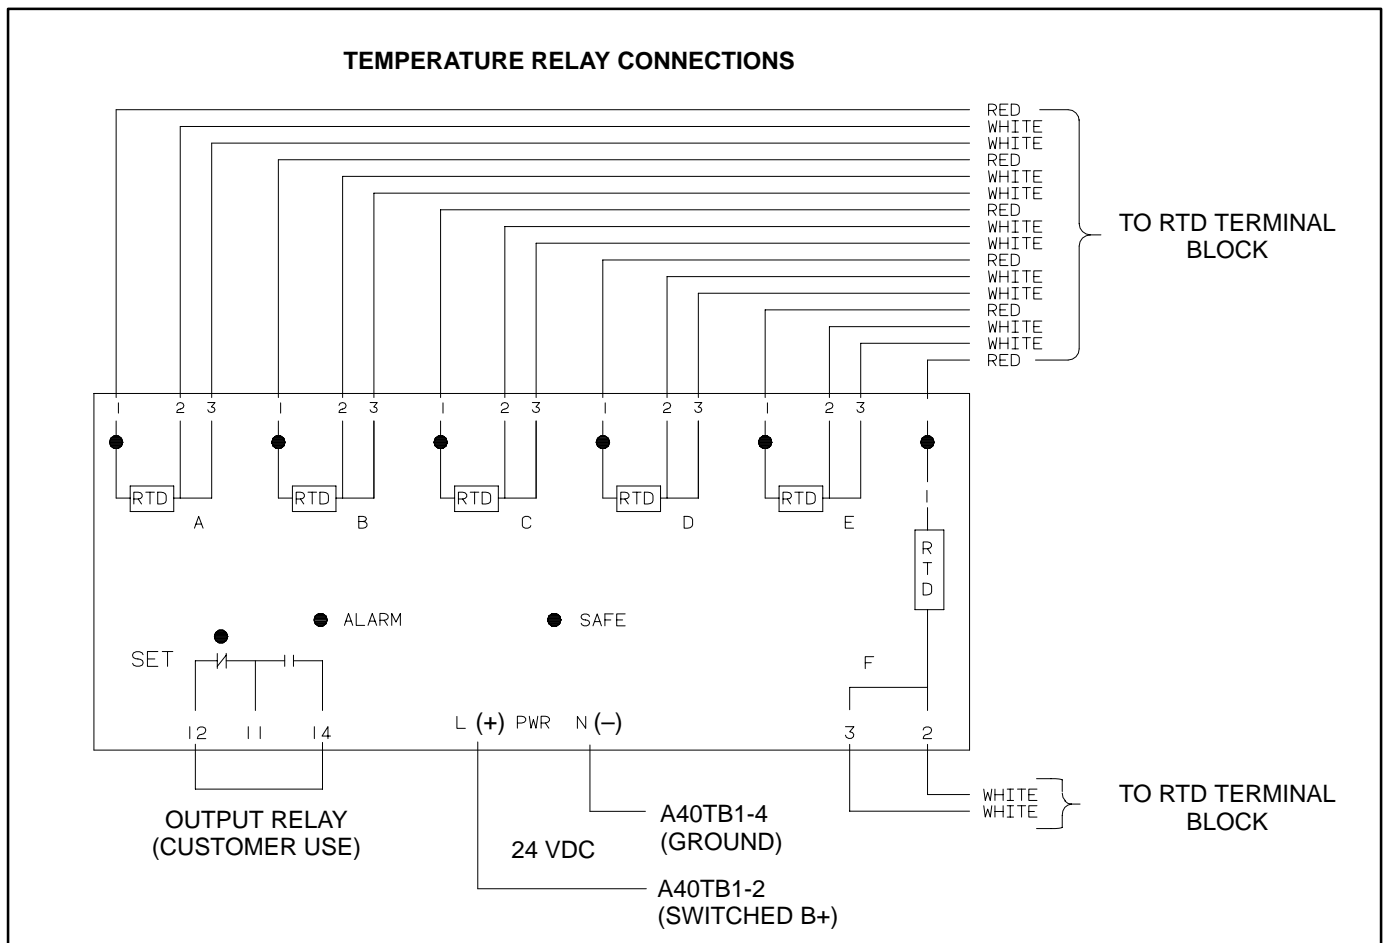 TEMPERATURE RELAY CONNECTIONS
RED
WHITE
WHITE
RED
WHITE
WHITE
RED
WHITE
WHITE
RED
WHITE
WHITE
RED
WHITE
WHITE
RED
TO RTD TERMINAL
BLOCK
1 2 3 1 2 3 1 2 3 1 2 3 1 2 3
RTD RTD RTD RTD RTD
1
A B C D E
RTD
ALARM SAFE
SET
F
L (+) PWR N (–)
12 11 14 3 2
WHITE
WHITE
TO RTD TERMINAL
BLOCK
OUTPUT RELAY
(CUSTOMER USE)
24 VDC
A40TB1-4
(GROUND)
A40TB1-2
(SWITCHED B+)